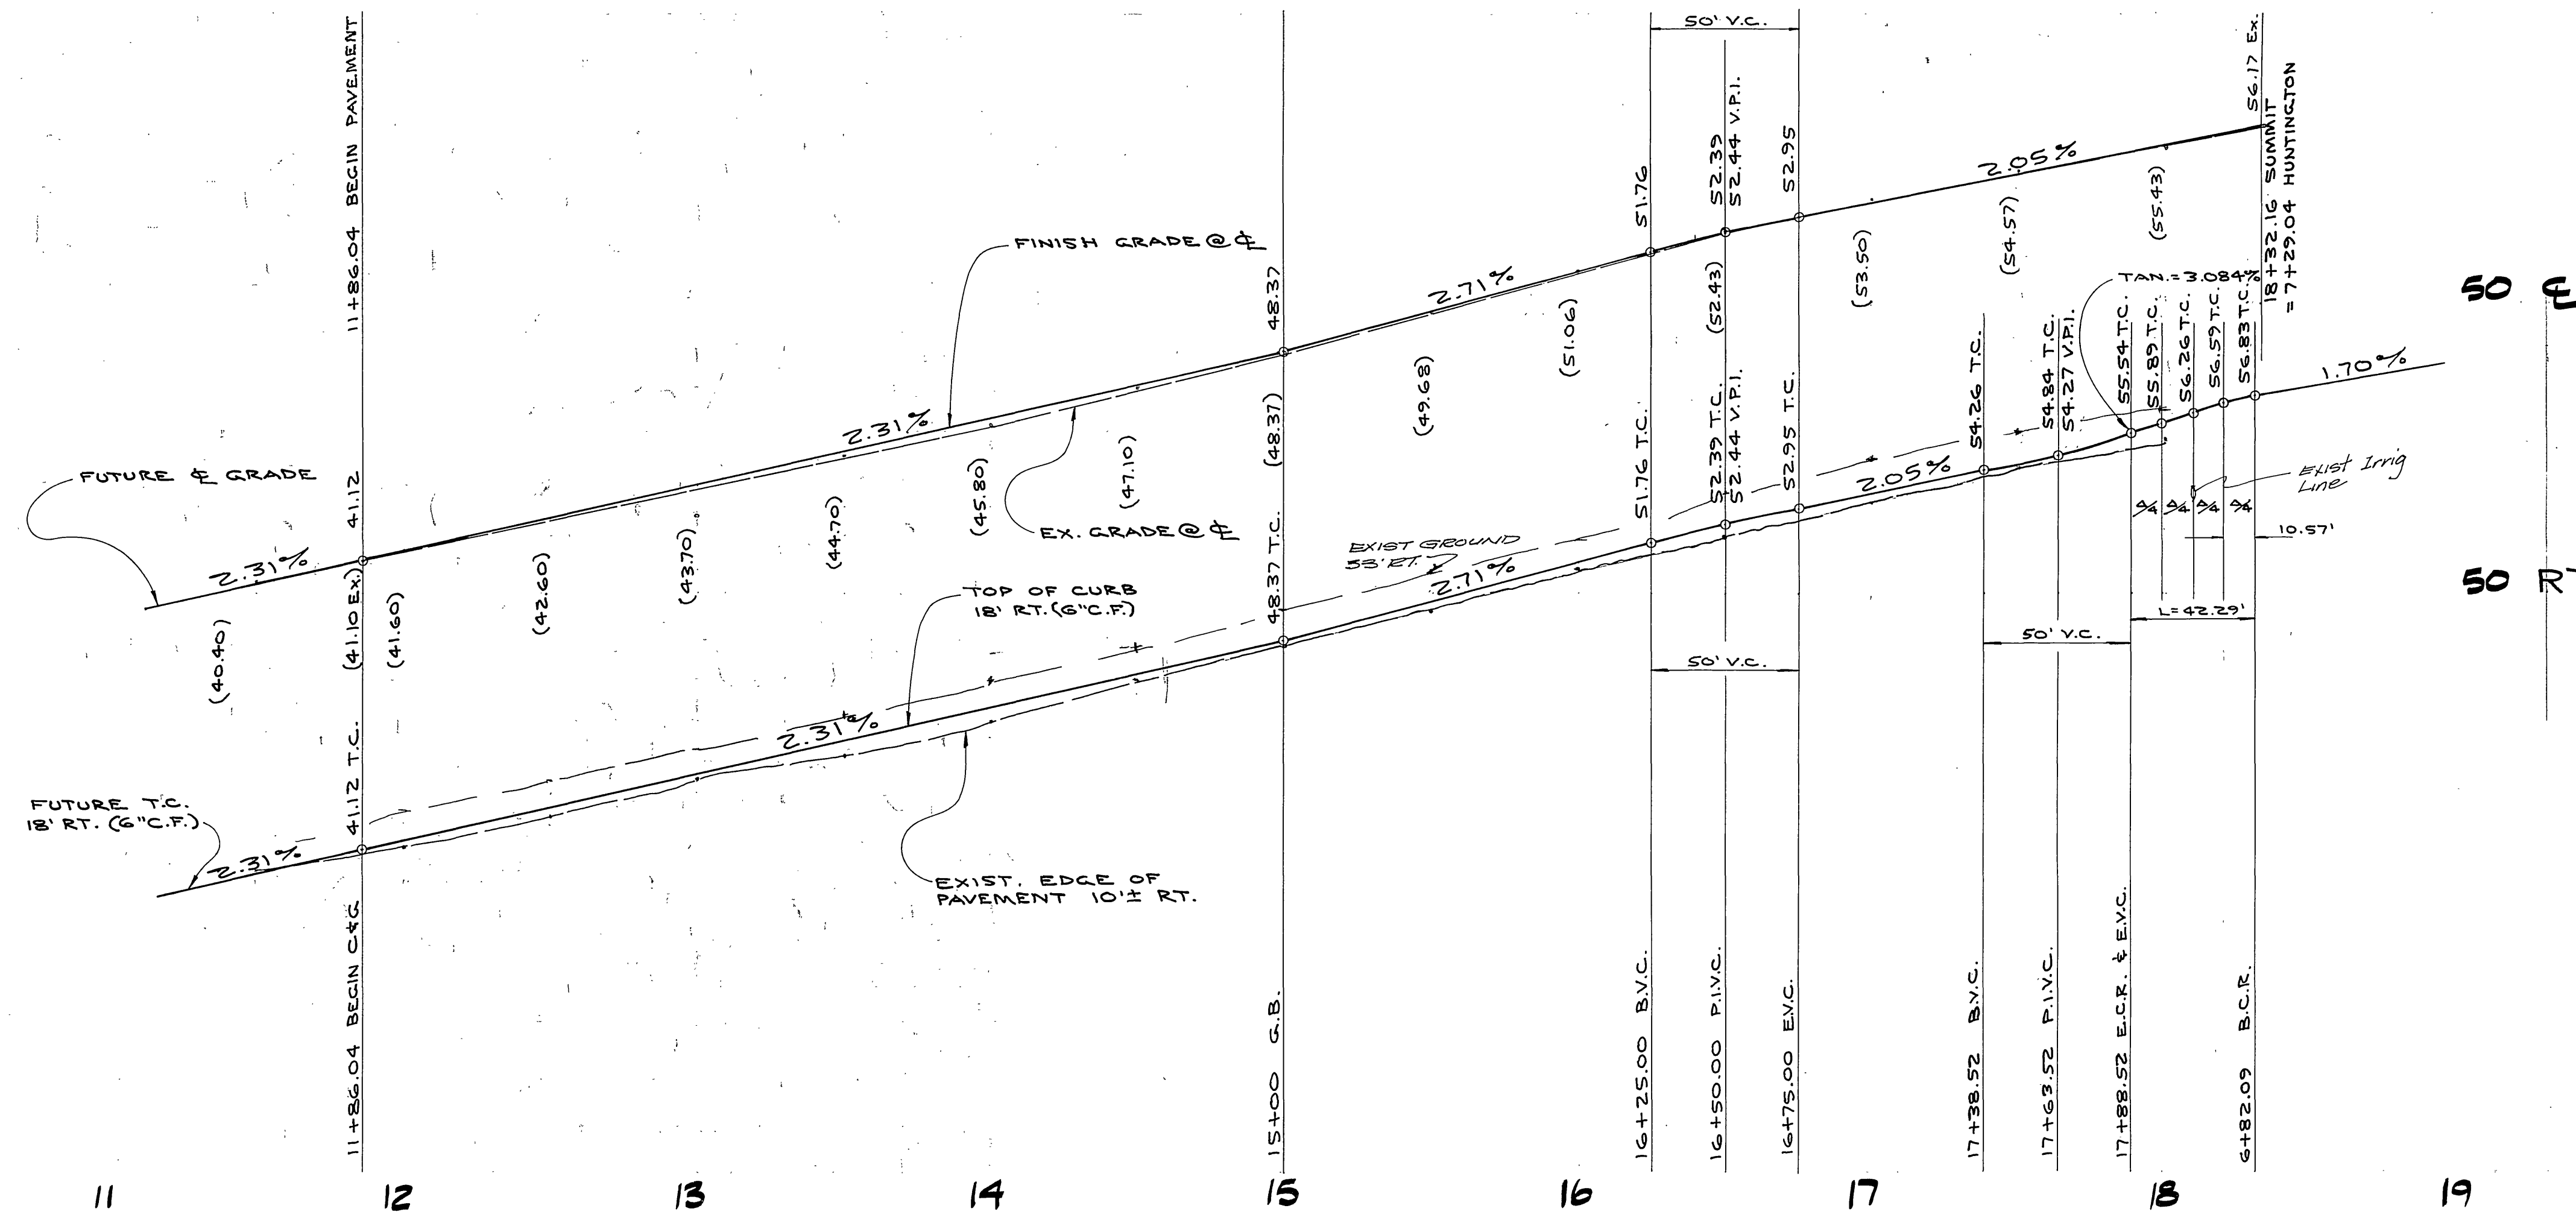 11+86.04 BEGIN PAVEMENT
50' V.C.
56.17 Ex.
18+32.16 SUMMIT
= 7+29.04 HUNTINGTON
51.76
52.39
52.44 V.P.I.
52.95
2.05%
FINISH GRADE @ ℄
48.37
2.71%
(52.43)
(53.50)
(54.57)
(55.43)
TAN.= 3.084%
50 ℄
FUTURE ℄ GRADE
41.12
2.31%
2.31%
(51.06)
(49.68)
(48.37)
(47.10)
(45.80)
(44.70)
(43.70)
(42.60)
(41.60)
(41.10 Ex.)
(40.40)
EX. GRADE @ ℄
51.76 T.C.
52.39 T.C.
52.44 V.P.I.
52.95 T.C.
54.26 T.C.
54.84 T.C.
54.27 V.P.I.
55.54 T.C.
55.89 T.C.
56.26 T.C.
56.59 T.C.
56.83 T.C.
1.70%
2.05%
EXIST Irrig
Line
Δ/4 Δ/4 Δ/4 Δ/4
10.57'
50 RT
EXIST GROUND
53' RT.
2.71%
TOP OF CURB
18' RT. (6" C.F.)
48.37 T.C.
L= 42.29'
50' V.C.
50' V.C.
2.31%
FUTURE T.C.
18' RT. (6" C.F.)
41.12 T.C.
2.31%
EXIST. EDGE OF
PAVEMENT 10'± RT.
11+86.04 BEGIN C&G
15+00 G.B.
16+25.00 B.V.C.
16+50.00 P.I.V.C.
16+75.00 E.V.C.
17+38.52 B.V.C.
17+63.52 P.I.V.C.
17+88.52 E.C.R. & E.V.C.
6+82.09 B.C.R.
11 12 13 14 15 16 17 18 19